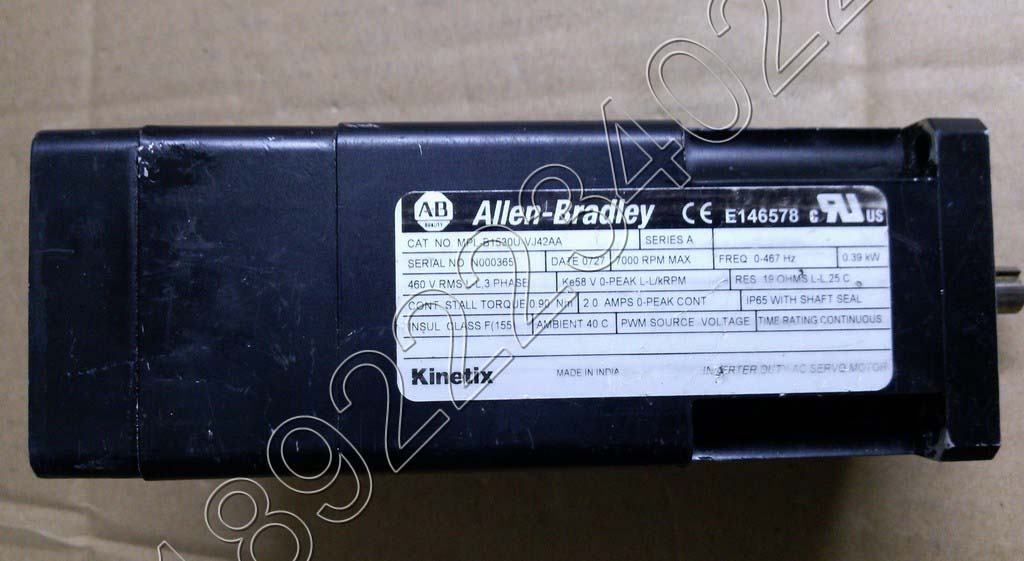 AB QUALITY Allen-Bradley CE E146578 c RU US
CAT NO MPL-B1530U-VJ42AA SERIES A
SERIAL NO N000365 DATE 0727 7000 RPM MAX FREQ 0-467 Hz 0.39 kW
460 V RMS L-L,3 PHASE Ke58 V 0-PEAK L-L/kRPM RES. 19 OHMS L-L,25 C
CONT STALL TORQUE 0.90 Nm 2.0 AMPS 0-PEAK CONT IP65 WITH SHAFT SEAL
INSUL CLASS F(155 AMBIENT 40 C PWM SOURCE VOLTAGE TIME RATING CONTINUOUS
Kinetix MADE IN INDIA INVERTER DUTY AC SERVO MOTOR